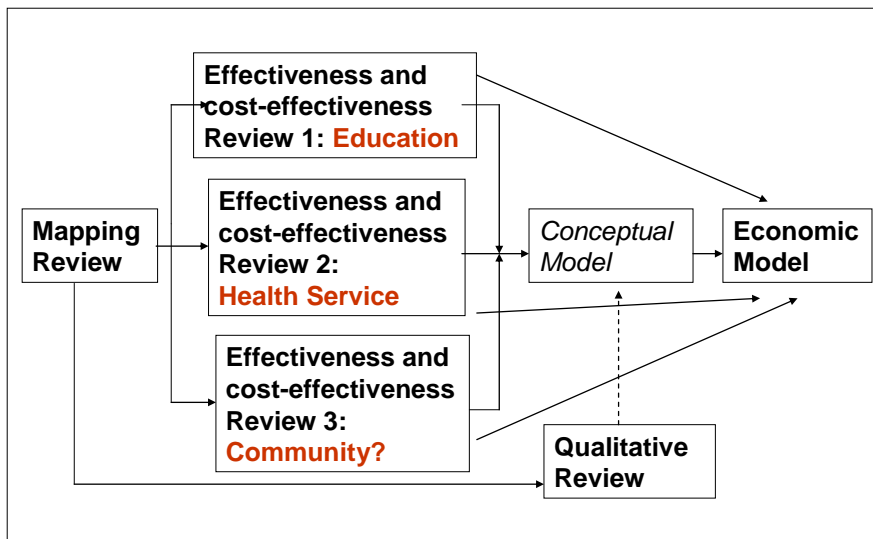 Effectiveness and
cost-effectiveness
Review 1: Education
Mapping
Review
Effectiveness and
cost-effectiveness
Review 2:
Health Service
Conceptual
Model
Economic
Model
Effectiveness and
cost-effectiveness
Review 3:
Community?
Qualitative
Review